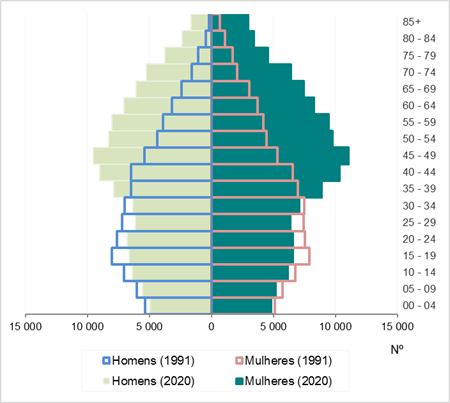 85+
80 - 84
75 - 79
70 - 74
65 - 69
60 - 64
55 - 59
50 - 54
45 - 49
40 - 44
35 - 39
30 - 34
25 - 29
20 - 24
15 - 19
10 - 14
05 - 09
00 - 04
15 000 10 000 5 000 0 5 000 10 000 15 000
Nº
Homens (1991) Mulheres (1991)
Homens (2020) Mulheres (2020)